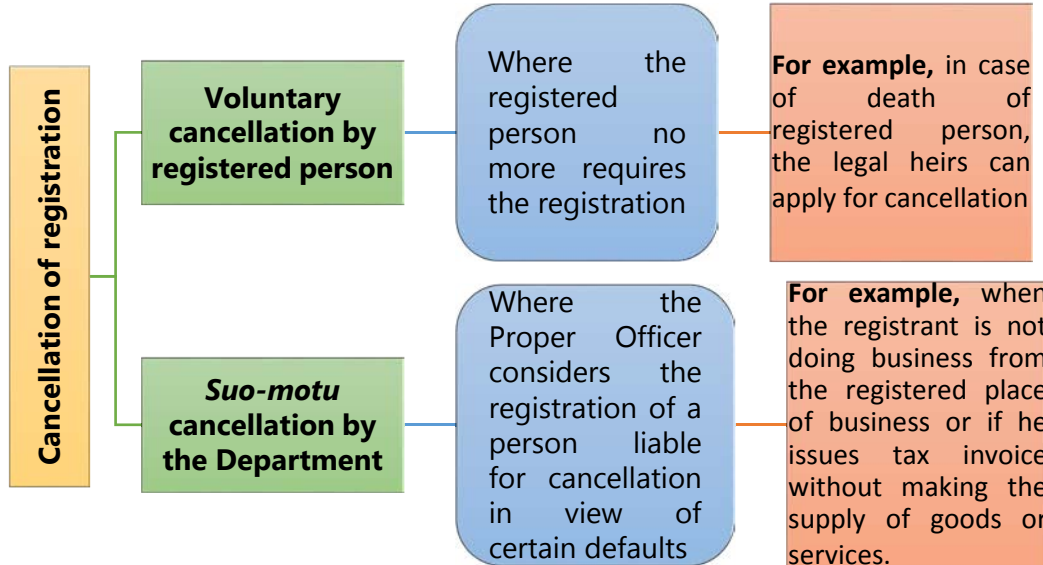 Cancellation of registration
Voluntary
cancellation by
registered person
Where the
registered
person no
more requires
the registration
For example, in case
of death of
registered person,
the legal heirs can
apply for cancellation
Suo-motu
cancellation by
the Department
Where the
Proper Officer
considers the
registration of a
person liable
for cancellation
in view of
certain defaults
For example, when
the registrant is not
doing business from
the registered place
of business or if he
issues tax invoice
without making the
supply of goods or
services.